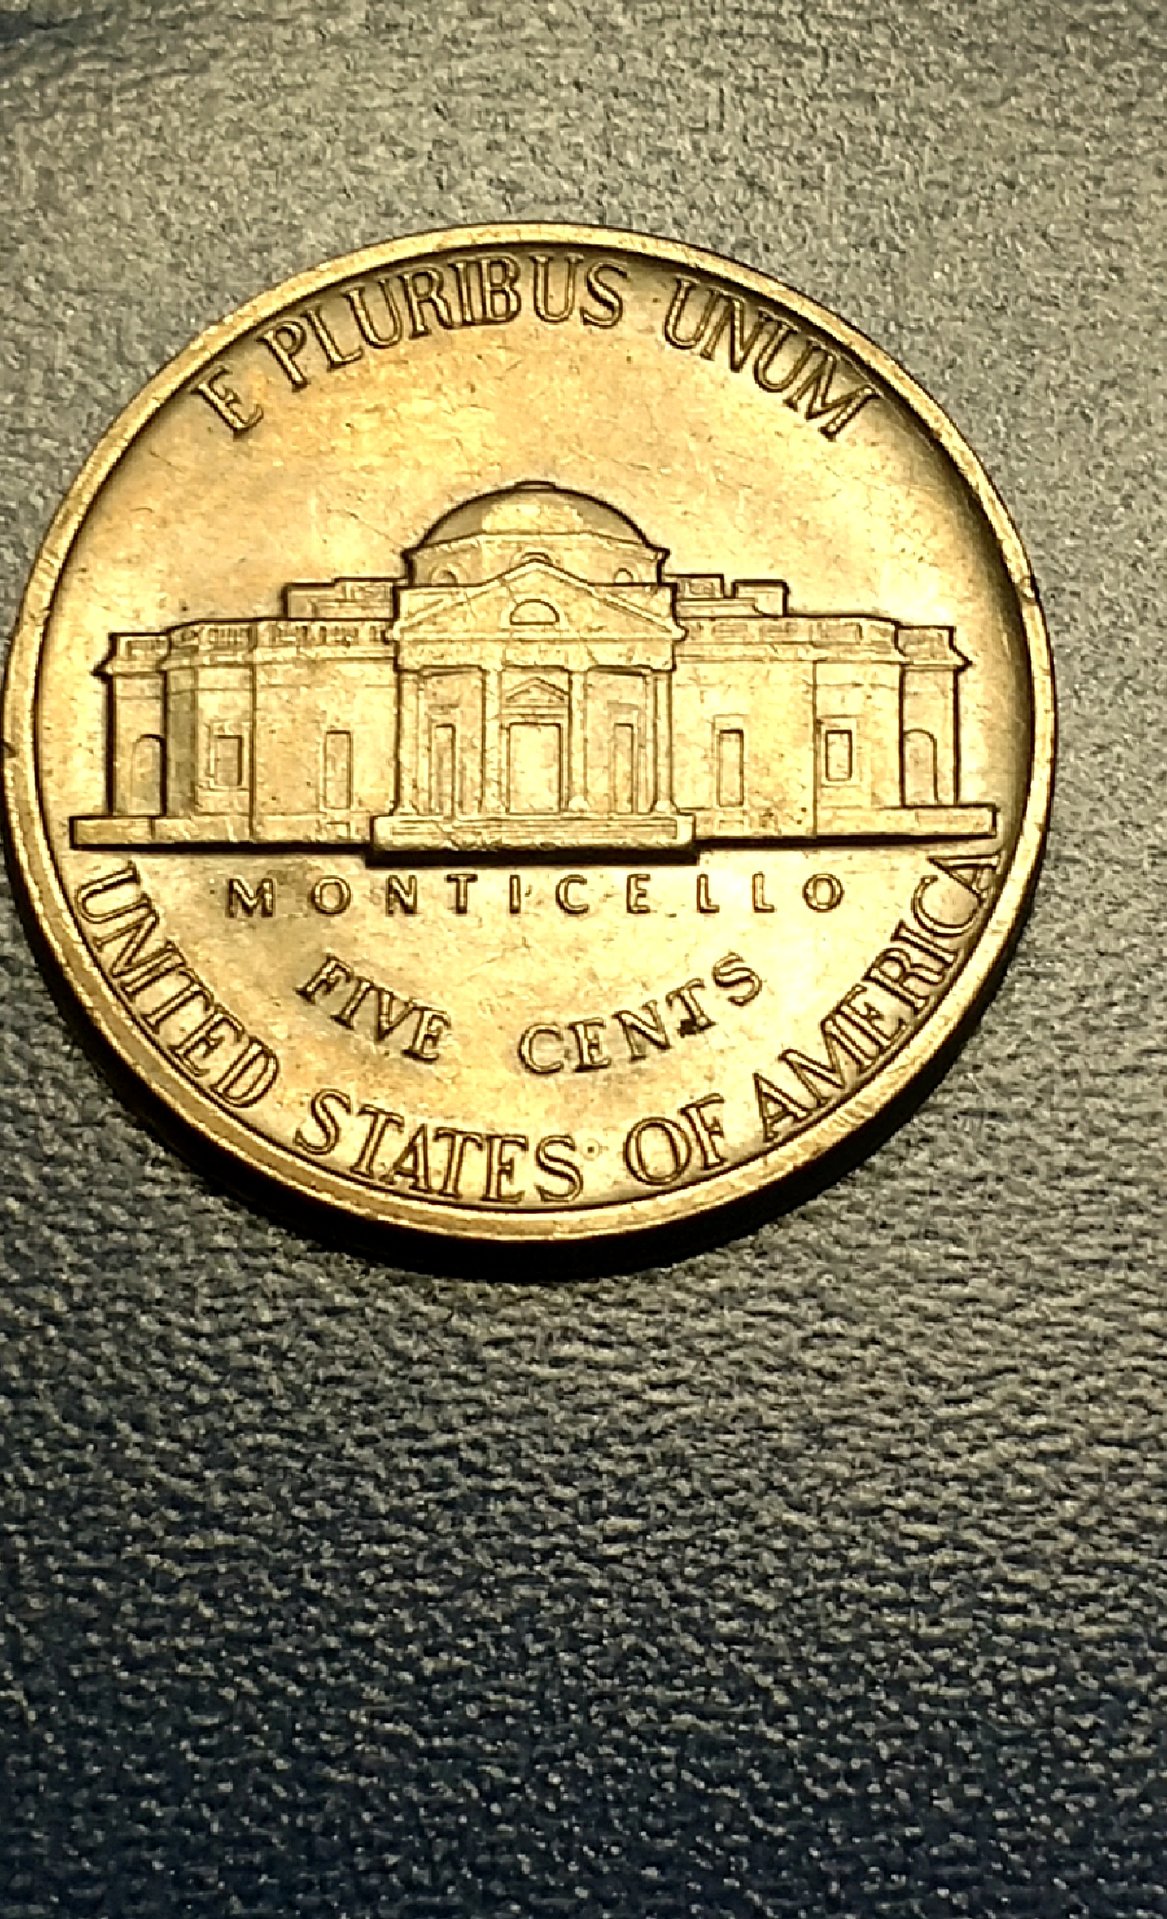 E PLURIBUS UNUM
MONTICELLO
FIVE CENTS
UNITED STATES OF AMERICA